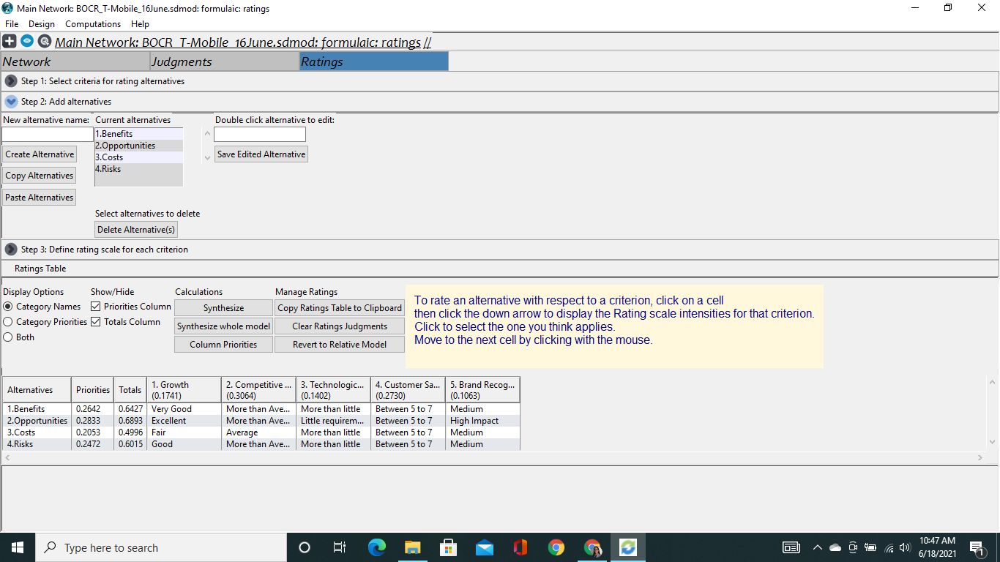 Main Network: BOCR_T-Mobile_16June.sdmod: formulaic: ratings
File Design Computations Help
Main Network: BOCR_T-Mobile_16June.sdmod: formulaic: ratings //
Network Judgments Ratings
Step 1: Select criteria for rating alternatives
Step 2: Add alternatives
New alternative name: Current alternatives Double click alternative to edit:
1.Benefits
2.Opportunities
3.Costs
4.Risks
Create Alternative Save Edited Alternative
Copy Alternatives
Paste Alternatives
Select alternatives to delete
Delete Alternative(s)
Step 3: Define rating scale for each criterion
Ratings Table
Display Options Show/Hide Calculations Manage Ratings
Category Names Priorities Column Synthesize Copy Ratings Table to Clipboard
Category Priorities Totals Column Synthesize whole model Clear Ratings Judgments
Both Column Priorities Revert to Relative Model
To rate an alternative with respect to a criterion, click on a cell
then click the down arrow to display the Rating scale intensities for that criterion.
Click to select the one you think applies.
Move to the next cell by clicking with the mouse.
Alternatives Priorities Totals 1. Growth (0.1741) 2. Competitive ... (0.3064) 3. Technologic... (0.1402) 4. Customer Sa... (0.2730) 5. Brand Recog... (0.1063)
1.Benefits 0.2642 0.6427 Very Good More than Ave... More than little Between 5 to 7 Medium
2.Opportunities 0.2833 0.6893 Excellent More than Ave... Little requirem... Between 5 to 7 High Impact
3.Costs 0.2053 0.4996 Fair Average More than little Between 5 to 7 Medium
4.Risks 0.2472 0.6015 Good More than Ave... More than little Between 5 to 7 Medium
Type here to search
10:47 AM
6/18/2021
1